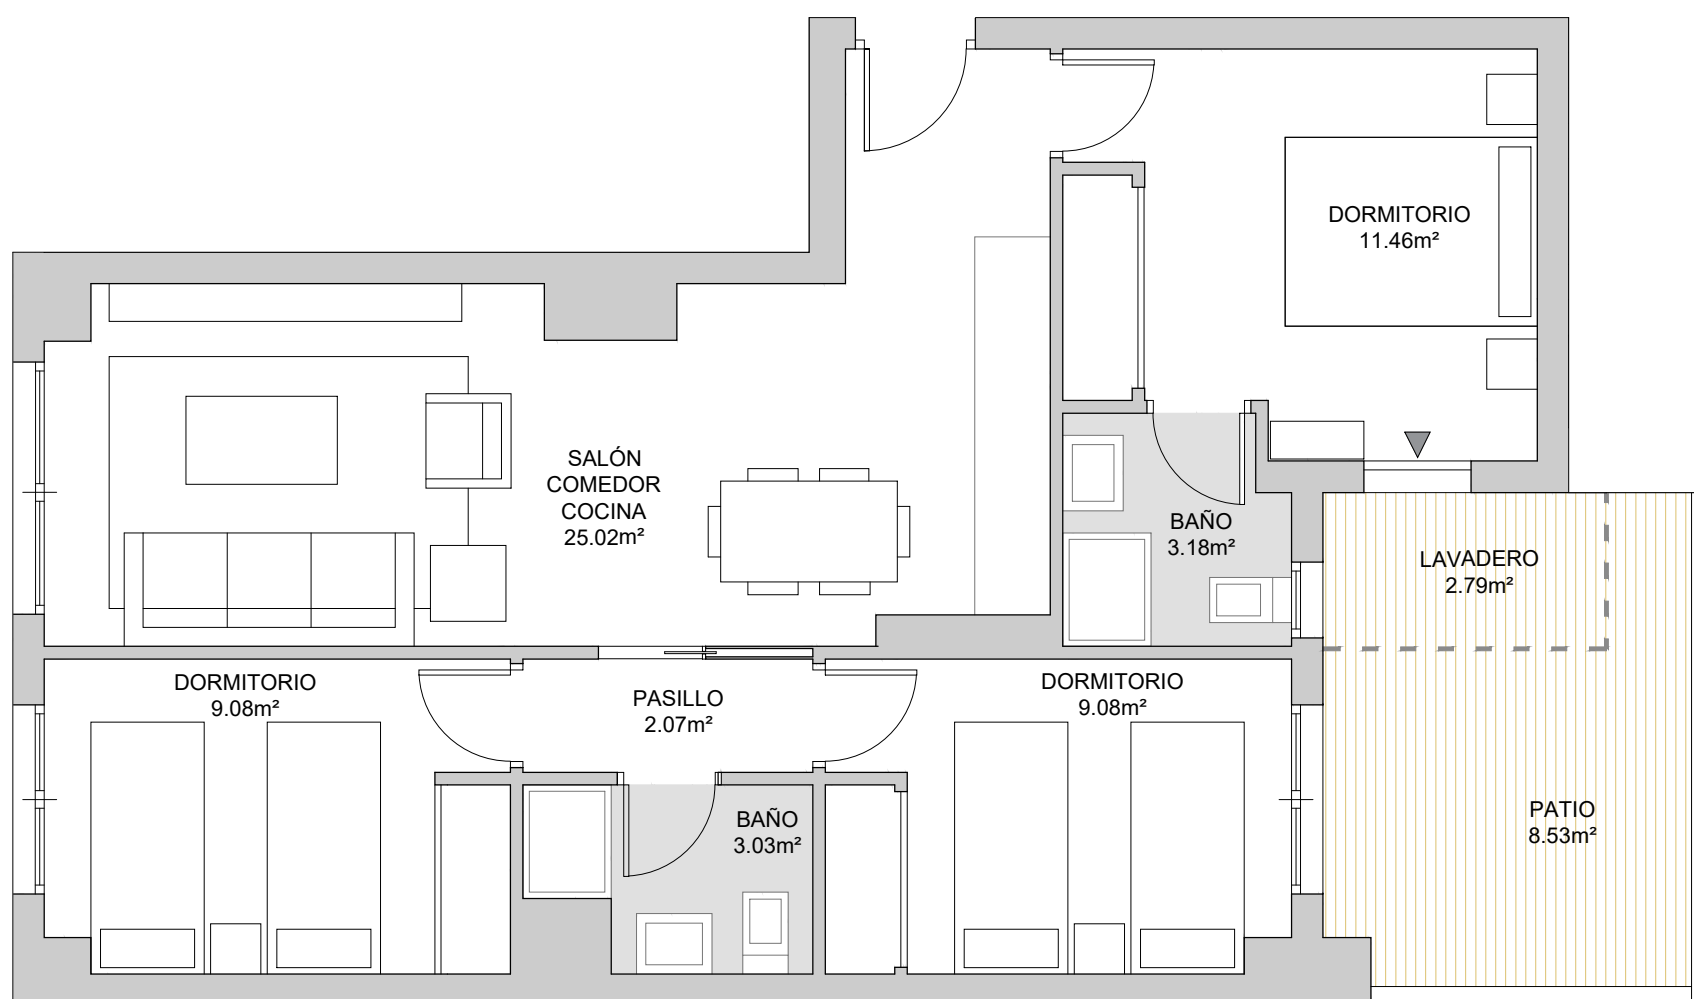 DORMITORIO
11.46m²
SALÓN
COMEDOR
COCINA
25.02m²
BAÑO
3.18m²
LAVADERO
2.79m²
DORMITORIO
9.08m²
PASILLO
2.07m²
DORMITORIO
9.08m²
BAÑO
3.03m²
PATIO
8.53m²